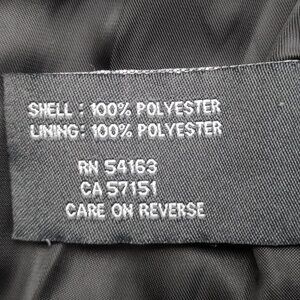 SHELL : 100% POLYESTER
LINING: 100% POLYESTER
RN 54163
CA 57151
CARE ON REVERSE